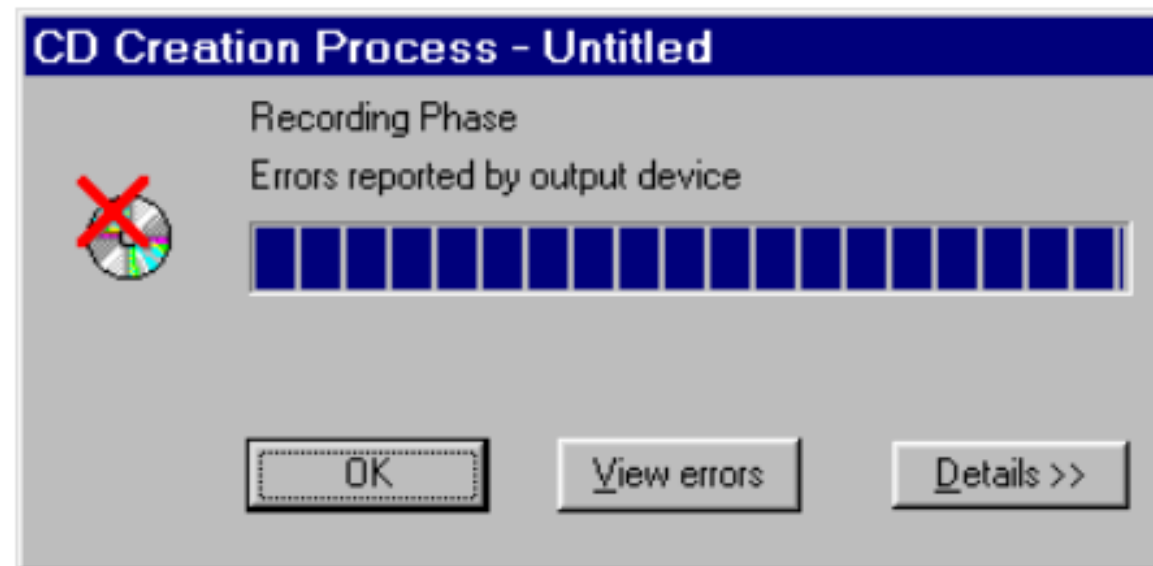 CD Creation Process - Untitled
Recording Phase
Errors reported by output device
OK View errors Details >>